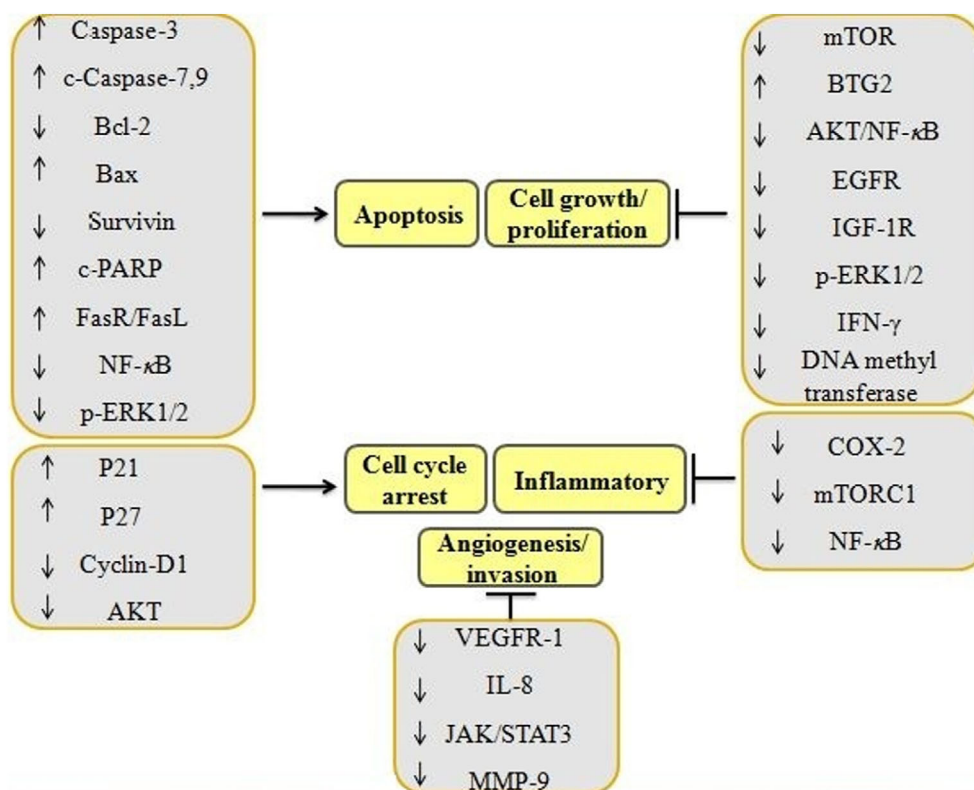 ↑ Caspase-3
↑ c-Caspase-7,9
↓ Bcl-2
↑ Bax
↓ Survivin
↑ c-PARP
↑ FasR/FasL
↓ NF-κB
↓ p-ERK1/2
Apoptosis
Cell growth/
proliferation
↓ mTOR
↑ BTG2
↓ AKT/NF-κB
↓ EGFR
↓ IGF-1R
↓ p-ERK1/2
↓ IFN-γ
↓ DNA methyl
transferase
↑ P21
↑ P27
↓ Cyclin-D1
↓ AKT
Cell cycle
arrest
Inflammatory
↓ COX-2
↓ mTORC1
↓ NF-κB
Angiogenesis/
invasion
↓ VEGFR-1
↓ IL-8
↓ JAK/STAT3
↓ MMP-9